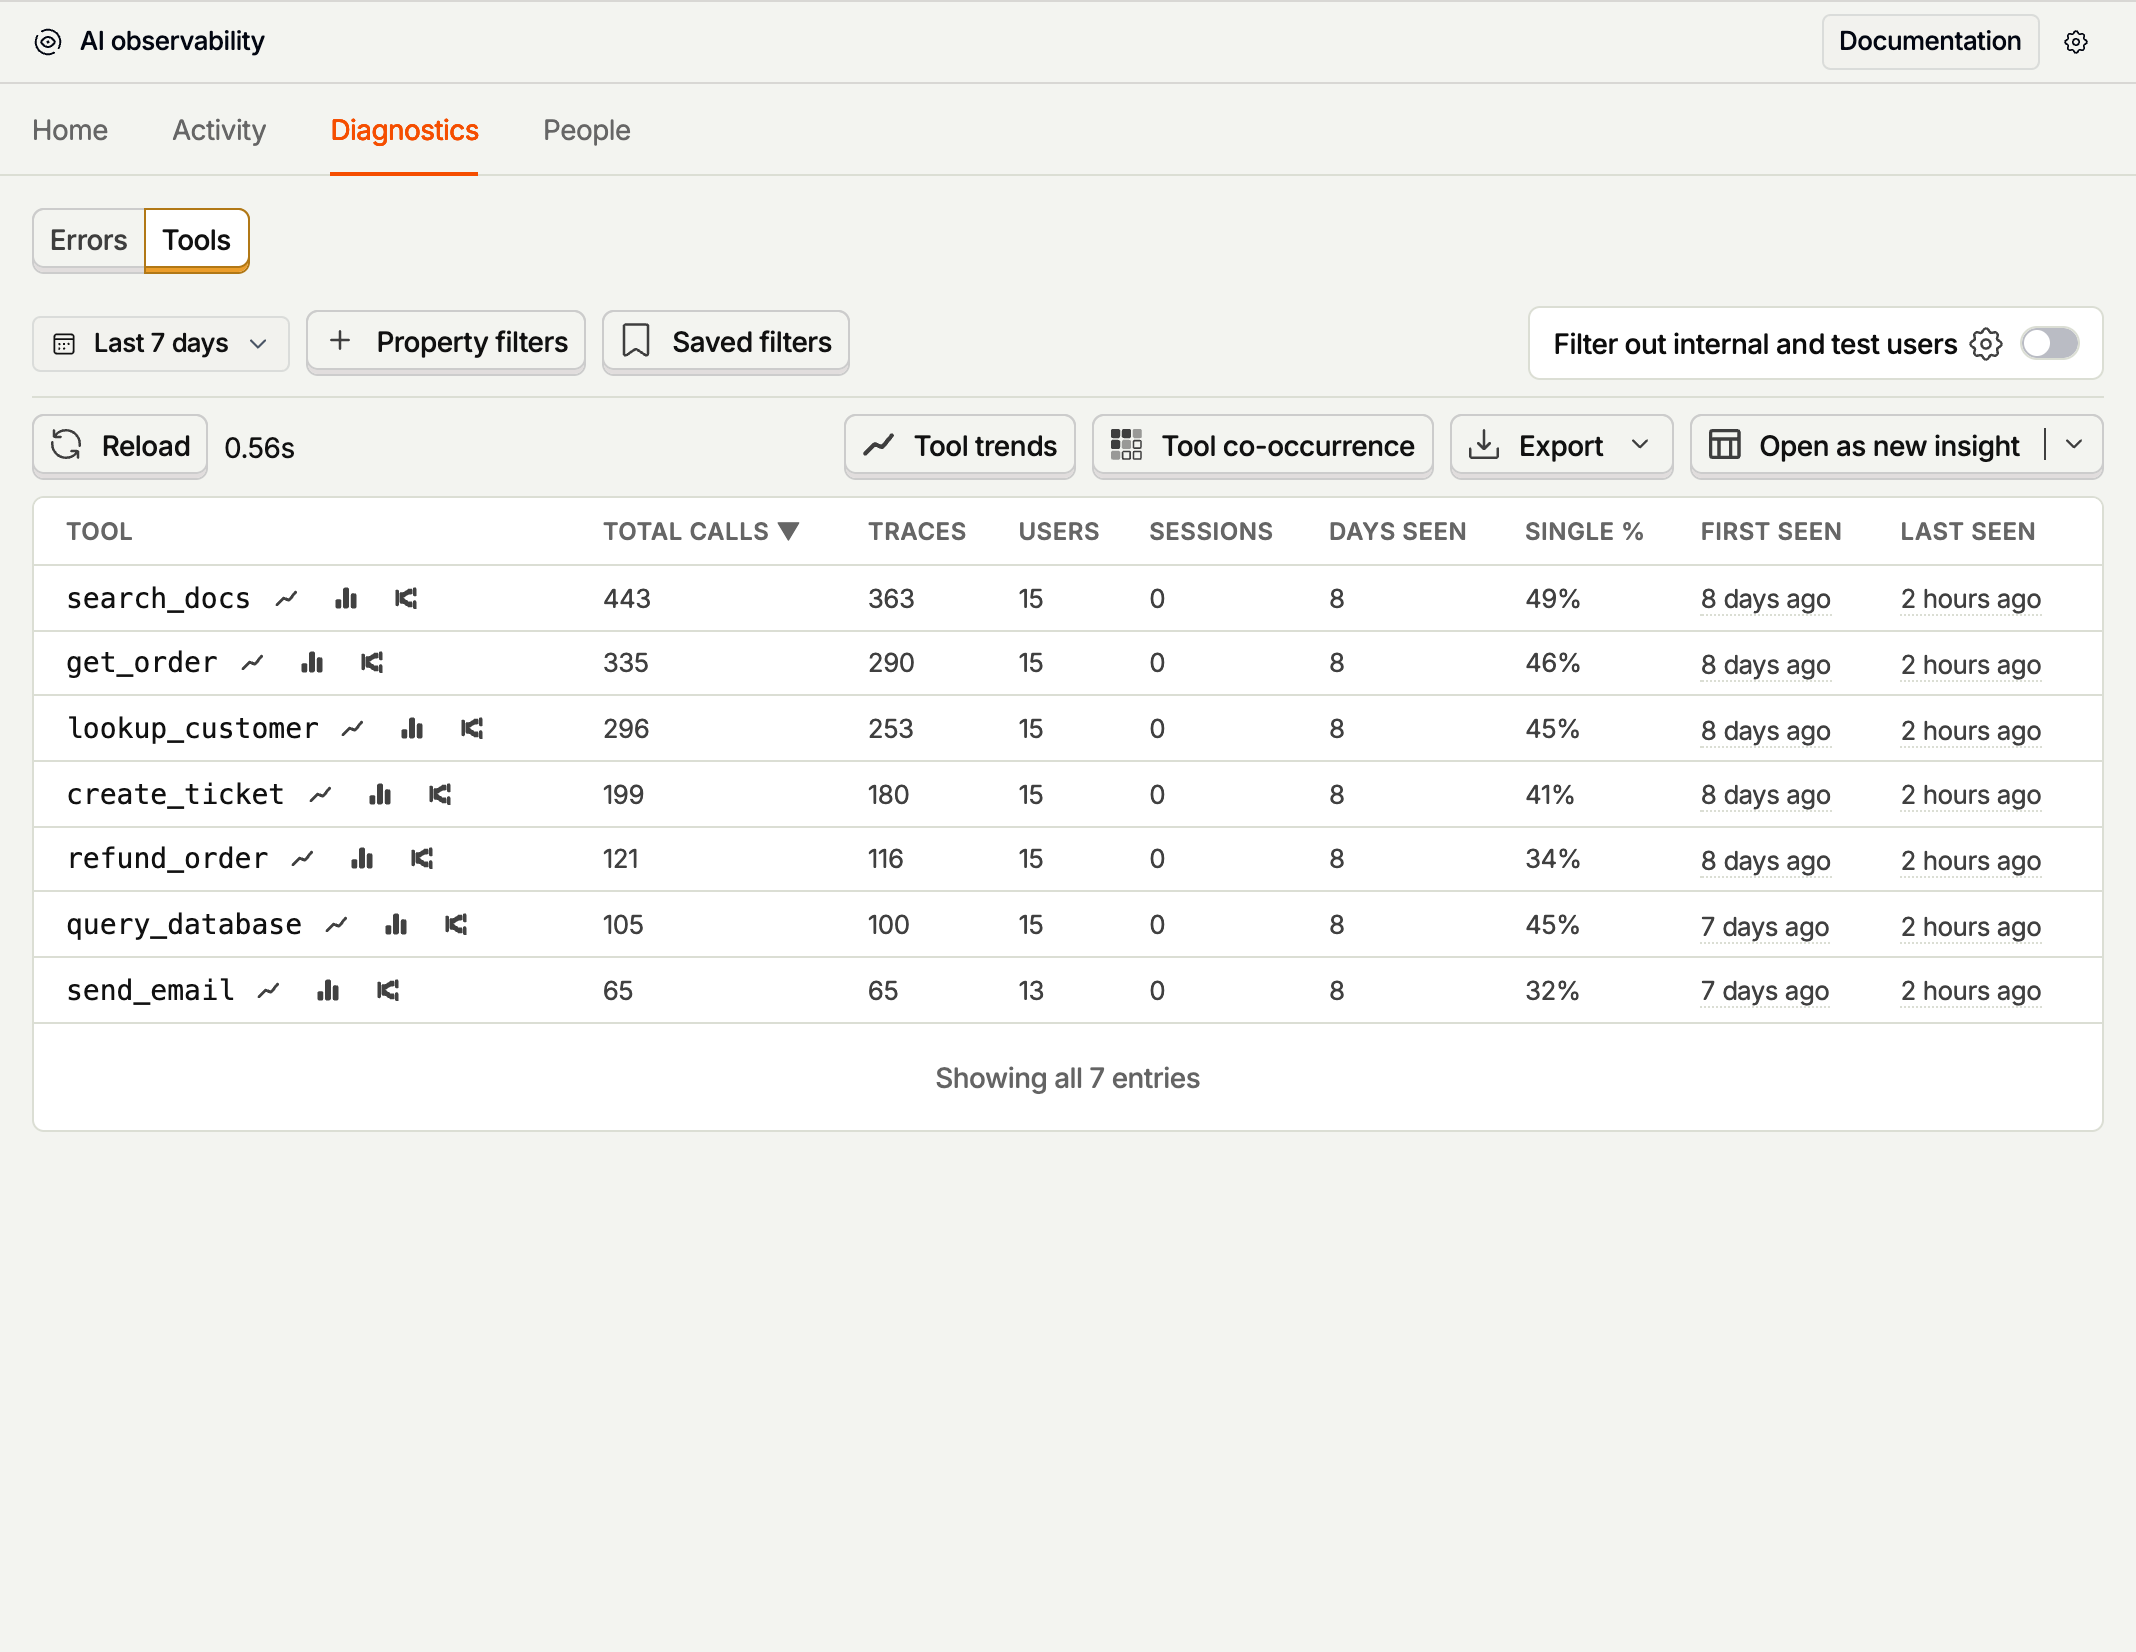 AI observability
Documentation
Home Activity Diagnostics People
Errors Tools
Last 7 days Property filters Saved filters Filter out internal and test users
Reload 0.56s Tool trends Tool co-occurrence Export Open as new insight
TOOL TOTAL CALLS TRACES USERS SESSIONS DAYS SEEN SINGLE % FIRST SEEN LAST SEEN
search_docs 443 363 15 0 8 49% 8 days ago 2 hours ago
get_order 335 290 15 0 8 46% 8 days ago 2 hours ago
lookup_customer 296 253 15 0 8 45% 8 days ago 2 hours ago
create_ticket 199 180 15 0 8 41% 8 days ago 2 hours ago
refund_order 121 116 15 0 8 34% 8 days ago 2 hours ago
query_database 105 100 15 0 8 45% 7 days ago 2 hours ago
send_email 65 65 13 0 8 32% 7 days ago 2 hours ago
Showing all 7 entries